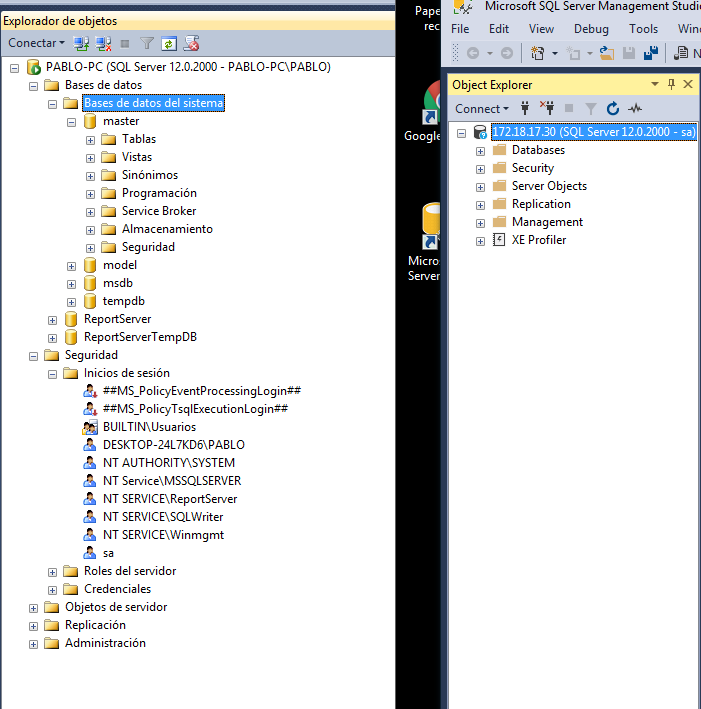 Explorador de objetos
Conectar
PABLO-PC (SQL Server 12.0.2000 - PABLO-PC\PABLO)
Bases de datos
Bases de datos del sistema
master
Tablas
Vistas
Sinónimos
Programación
Service Broker
Almacenamiento
Seguridad
model
msdb
tempdb
ReportServer
ReportServerTempDB
Seguridad
Inicios de sesión
##MS_PolicyEventProcessingLogin##
##MS_PolicyTsqlExecutionLogin##
BUILTIN\Usuarios
DESKTOP-24L7KD6\PABLO
NT AUTHORITY\SYSTEM
NT Service\MSSQLSERVER
NT SERVICE\ReportServer
NT SERVICE\SQLWriter
NT SERVICE\Winmgmt
sa
Roles del servidor
Credenciales
Objetos de servidor
Replicación
Administración
Pape
rec
Google
Micros
Server
Microsoft SQL Server Management Studio
File Edit View Debug Tools Win
N
Object Explorer
Connect
172.18.17.30 (SQL Server 12.0.2000 - sa)
Databases
Security
Server Objects
Replication
Management
XE Profiler